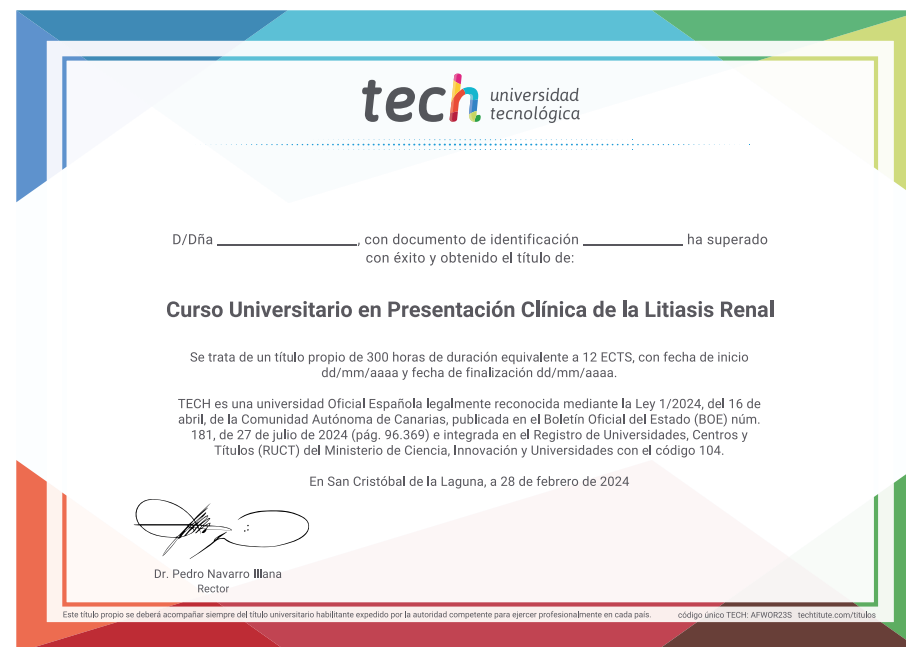 tech universidad
tecnológica
D/Dña ____________________, con documento de identificación ______________ ha superado
con éxito y obtenido el título de:
Curso Universitario en Presentación Clínica de la Litiasis Renal
Se trata de un título propio de 300 horas de duración equivalente a 12 ECTS, con fecha de inicio
dd/mm/aaaa y fecha de finalización dd/mm/aaaa.
TECH es una universidad Oficial Española legalmente reconocida mediante la Ley 1/2024, del 16 de
abril, de la Comunidad Autónoma de Canarias, publicada en el Boletín Oficial del Estado (BOE) núm.
181, de 27 de julio de 2024 (pág. 96.369) e integrada en el Registro de Universidades, Centros y
Títulos (RUCT) del Ministerio de Ciencia, Innovación y Universidades con el código 104.
En San Cristóbal de la Laguna, a 28 de febrero de 2024
Dr. Pedro Navarro Illana
Rector
Este título propio se deberá acompañar siempre del título universitario habilitante expedido por la autoridad competente para ejercer profesionalmente en cada país. código único TECH: AFWOR23S techtitute.com/titulos